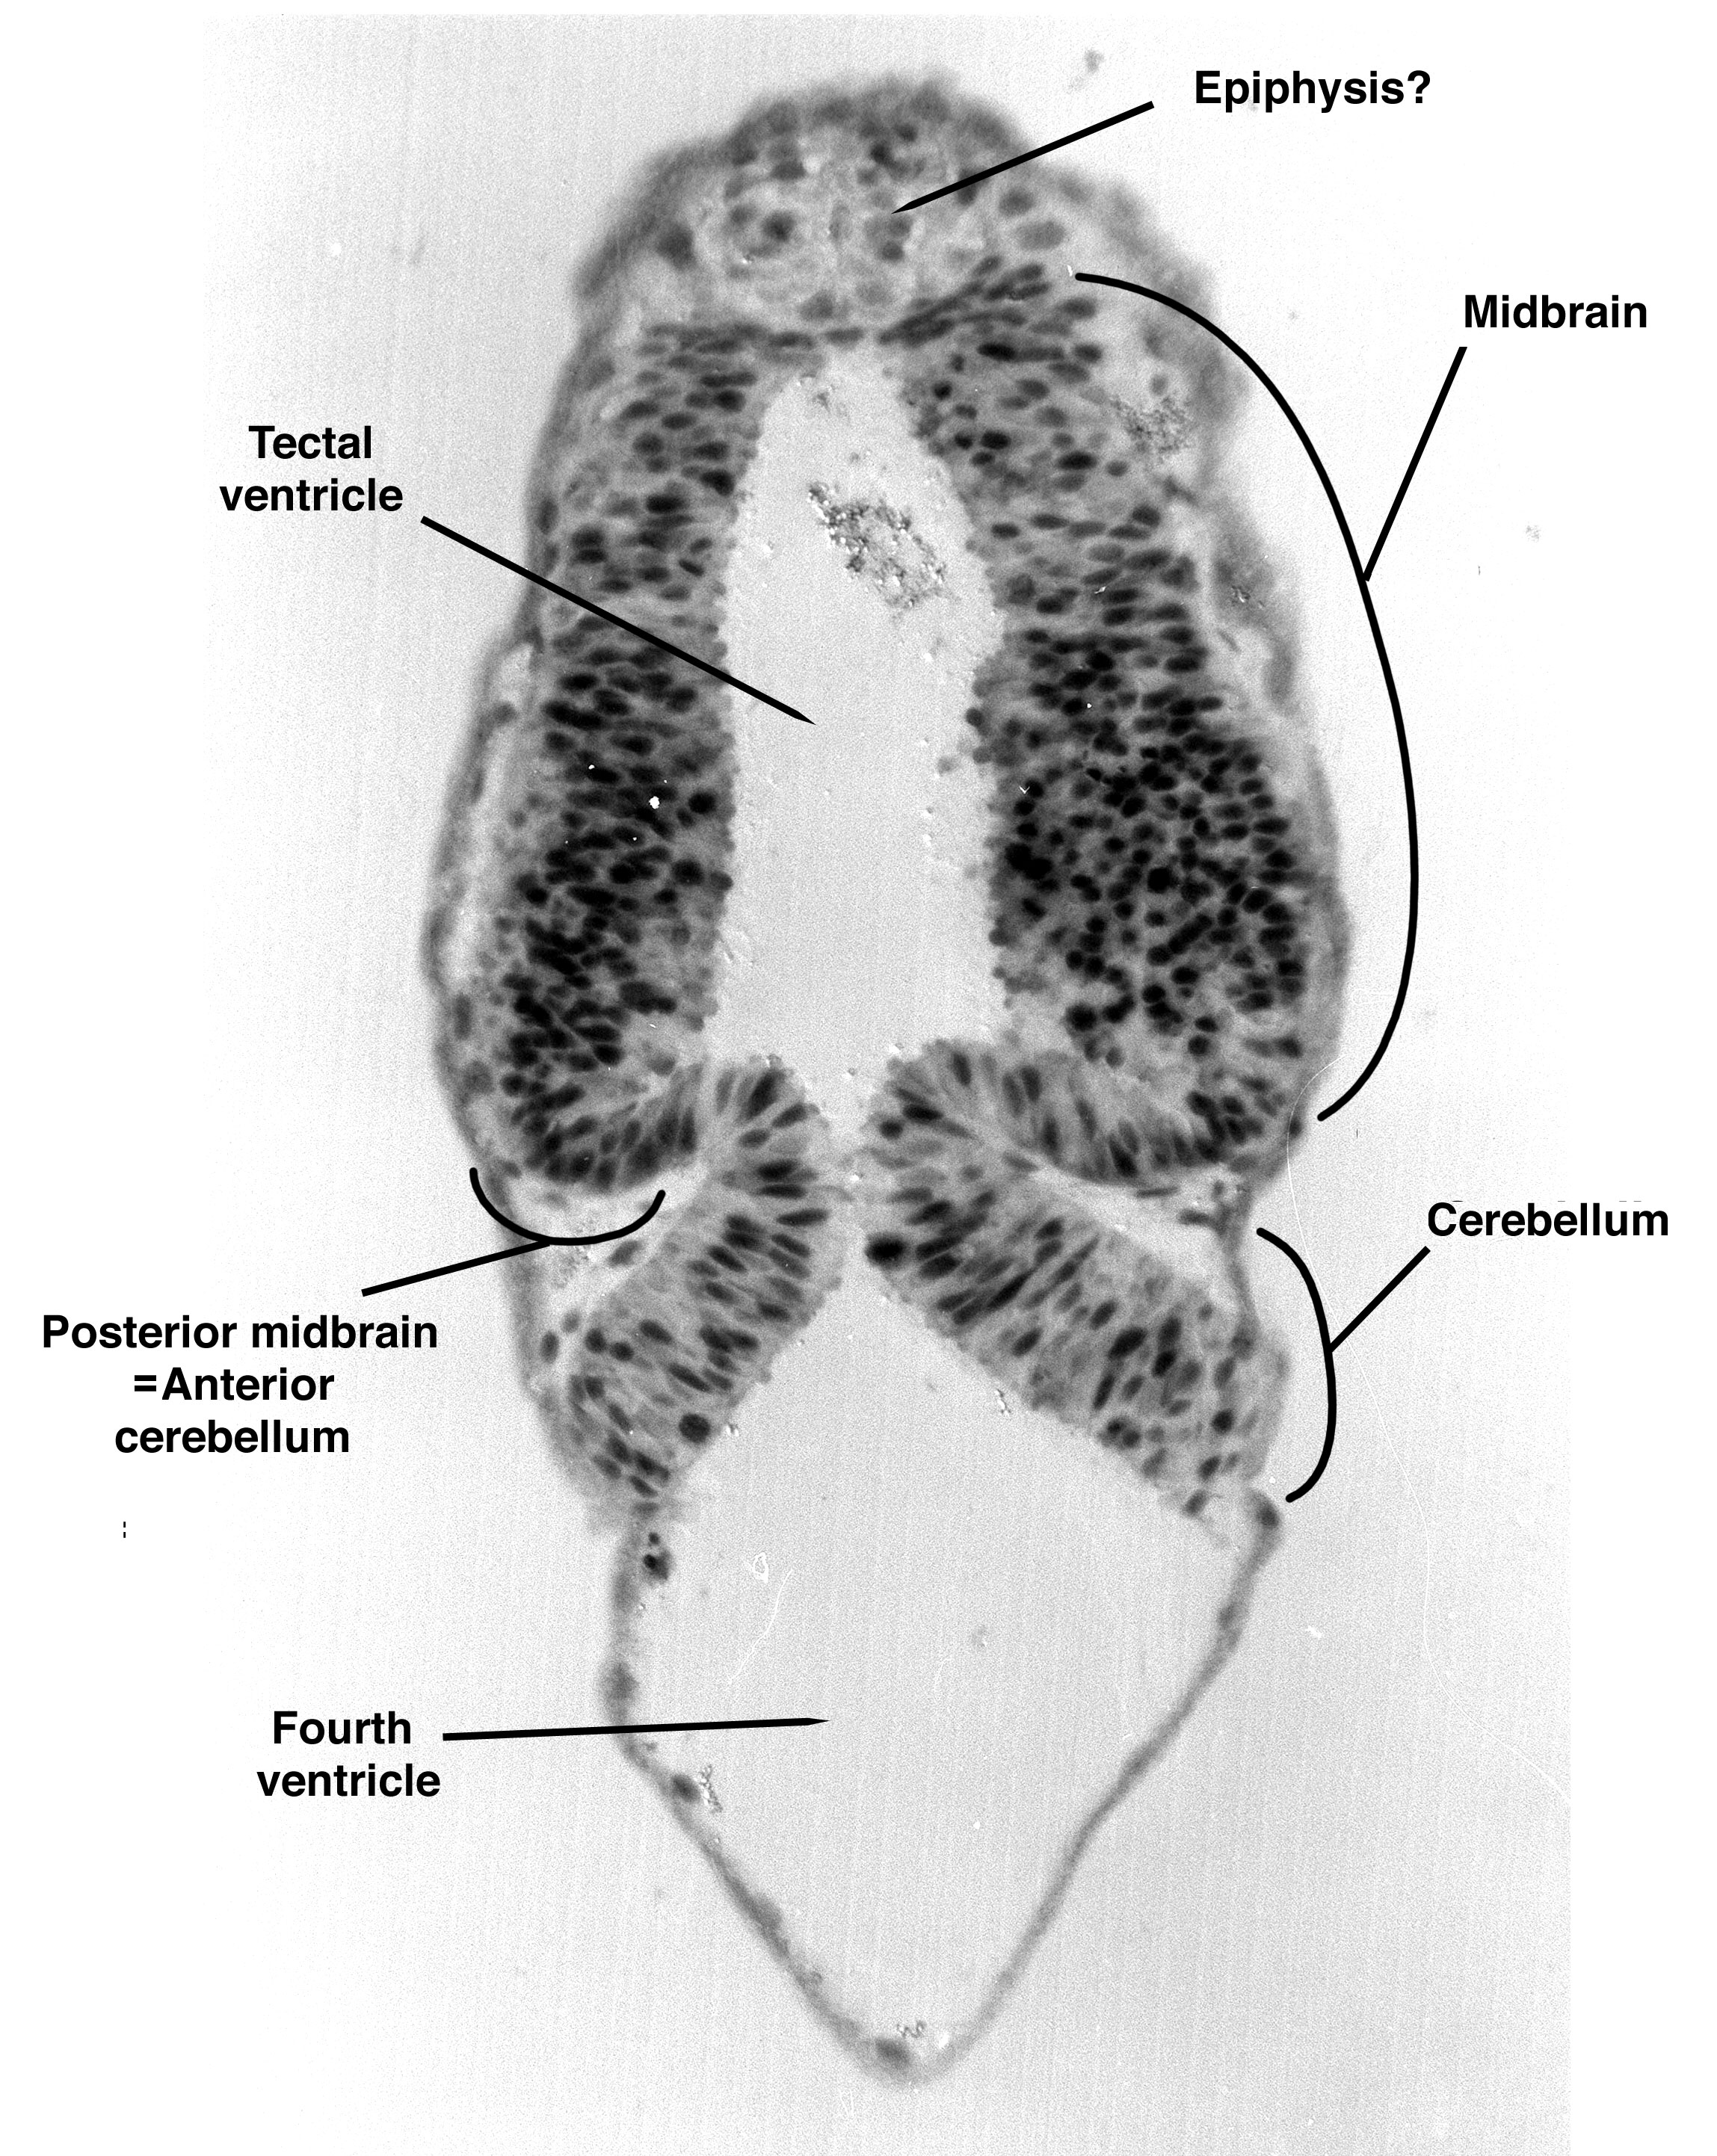 Epiphysis?
Midbrain
Tectal
ventricle
Cerebellum
Posterior midbrain
=Anterior
cerebellum
Fourth
ventricle